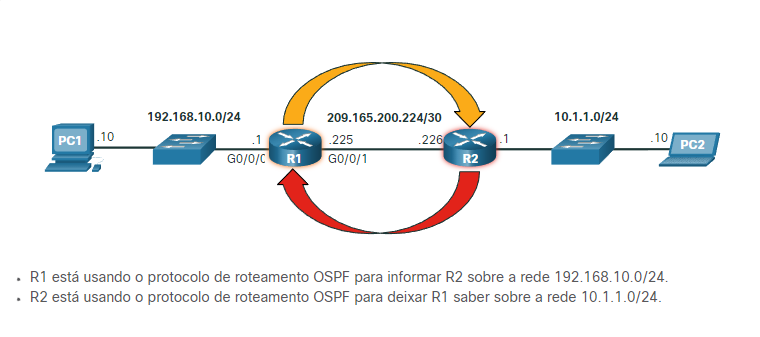 192.168.10.0/24
209.165.200.224/30
10.1.1.0/24
PC1
.10
.1
R1
.225
.226
R2
.1
.10
PC2
G0/0/0
G0/0/1
• R1 está usando o protocolo de roteamento OSPF para informar R2 sobre a rede 192.168.10.0/24.
• R2 está usando o protocolo de roteamento OSPF para deixar R1 saber sobre a rede 10.1.1.0/24.